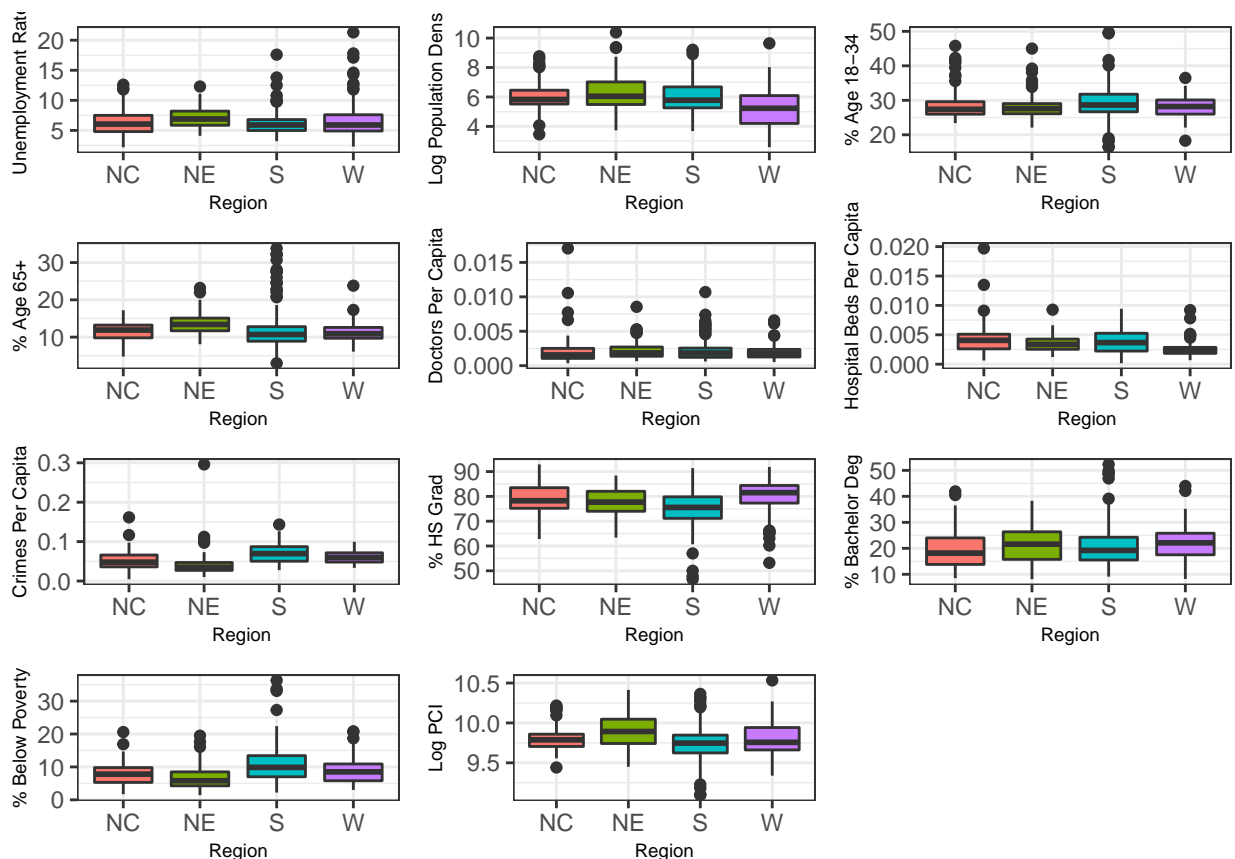 Unemployment Rate
20
15
10
5
NC NE S W
Region
Log Population Dens
10
8
6
4
NC NE S W
Region
% Age 18−34
50
40
30
20
NC NE S W
Region
% Age 65+
30
20
10
NC NE S W
Region
Doctors Per Capita
0.015
0.010
0.005
0.000
NC NE S W
Region
Hospital Beds Per Capita
0.020
0.015
0.010
0.005
0.000
NC NE S W
Region
Crimes Per Capita
0.3
0.2
0.1
0.0
NC NE S W
Region
% HS Grad
90
80
70
60
50
NC NE S W
Region
% Bachelor Deg
50
40
30
20
10
NC NE S W
Region
% Below Poverty
30
20
10
0
NC NE S W
Region
Log PCI
10.5
10.0
9.5
NC NE S W
Region